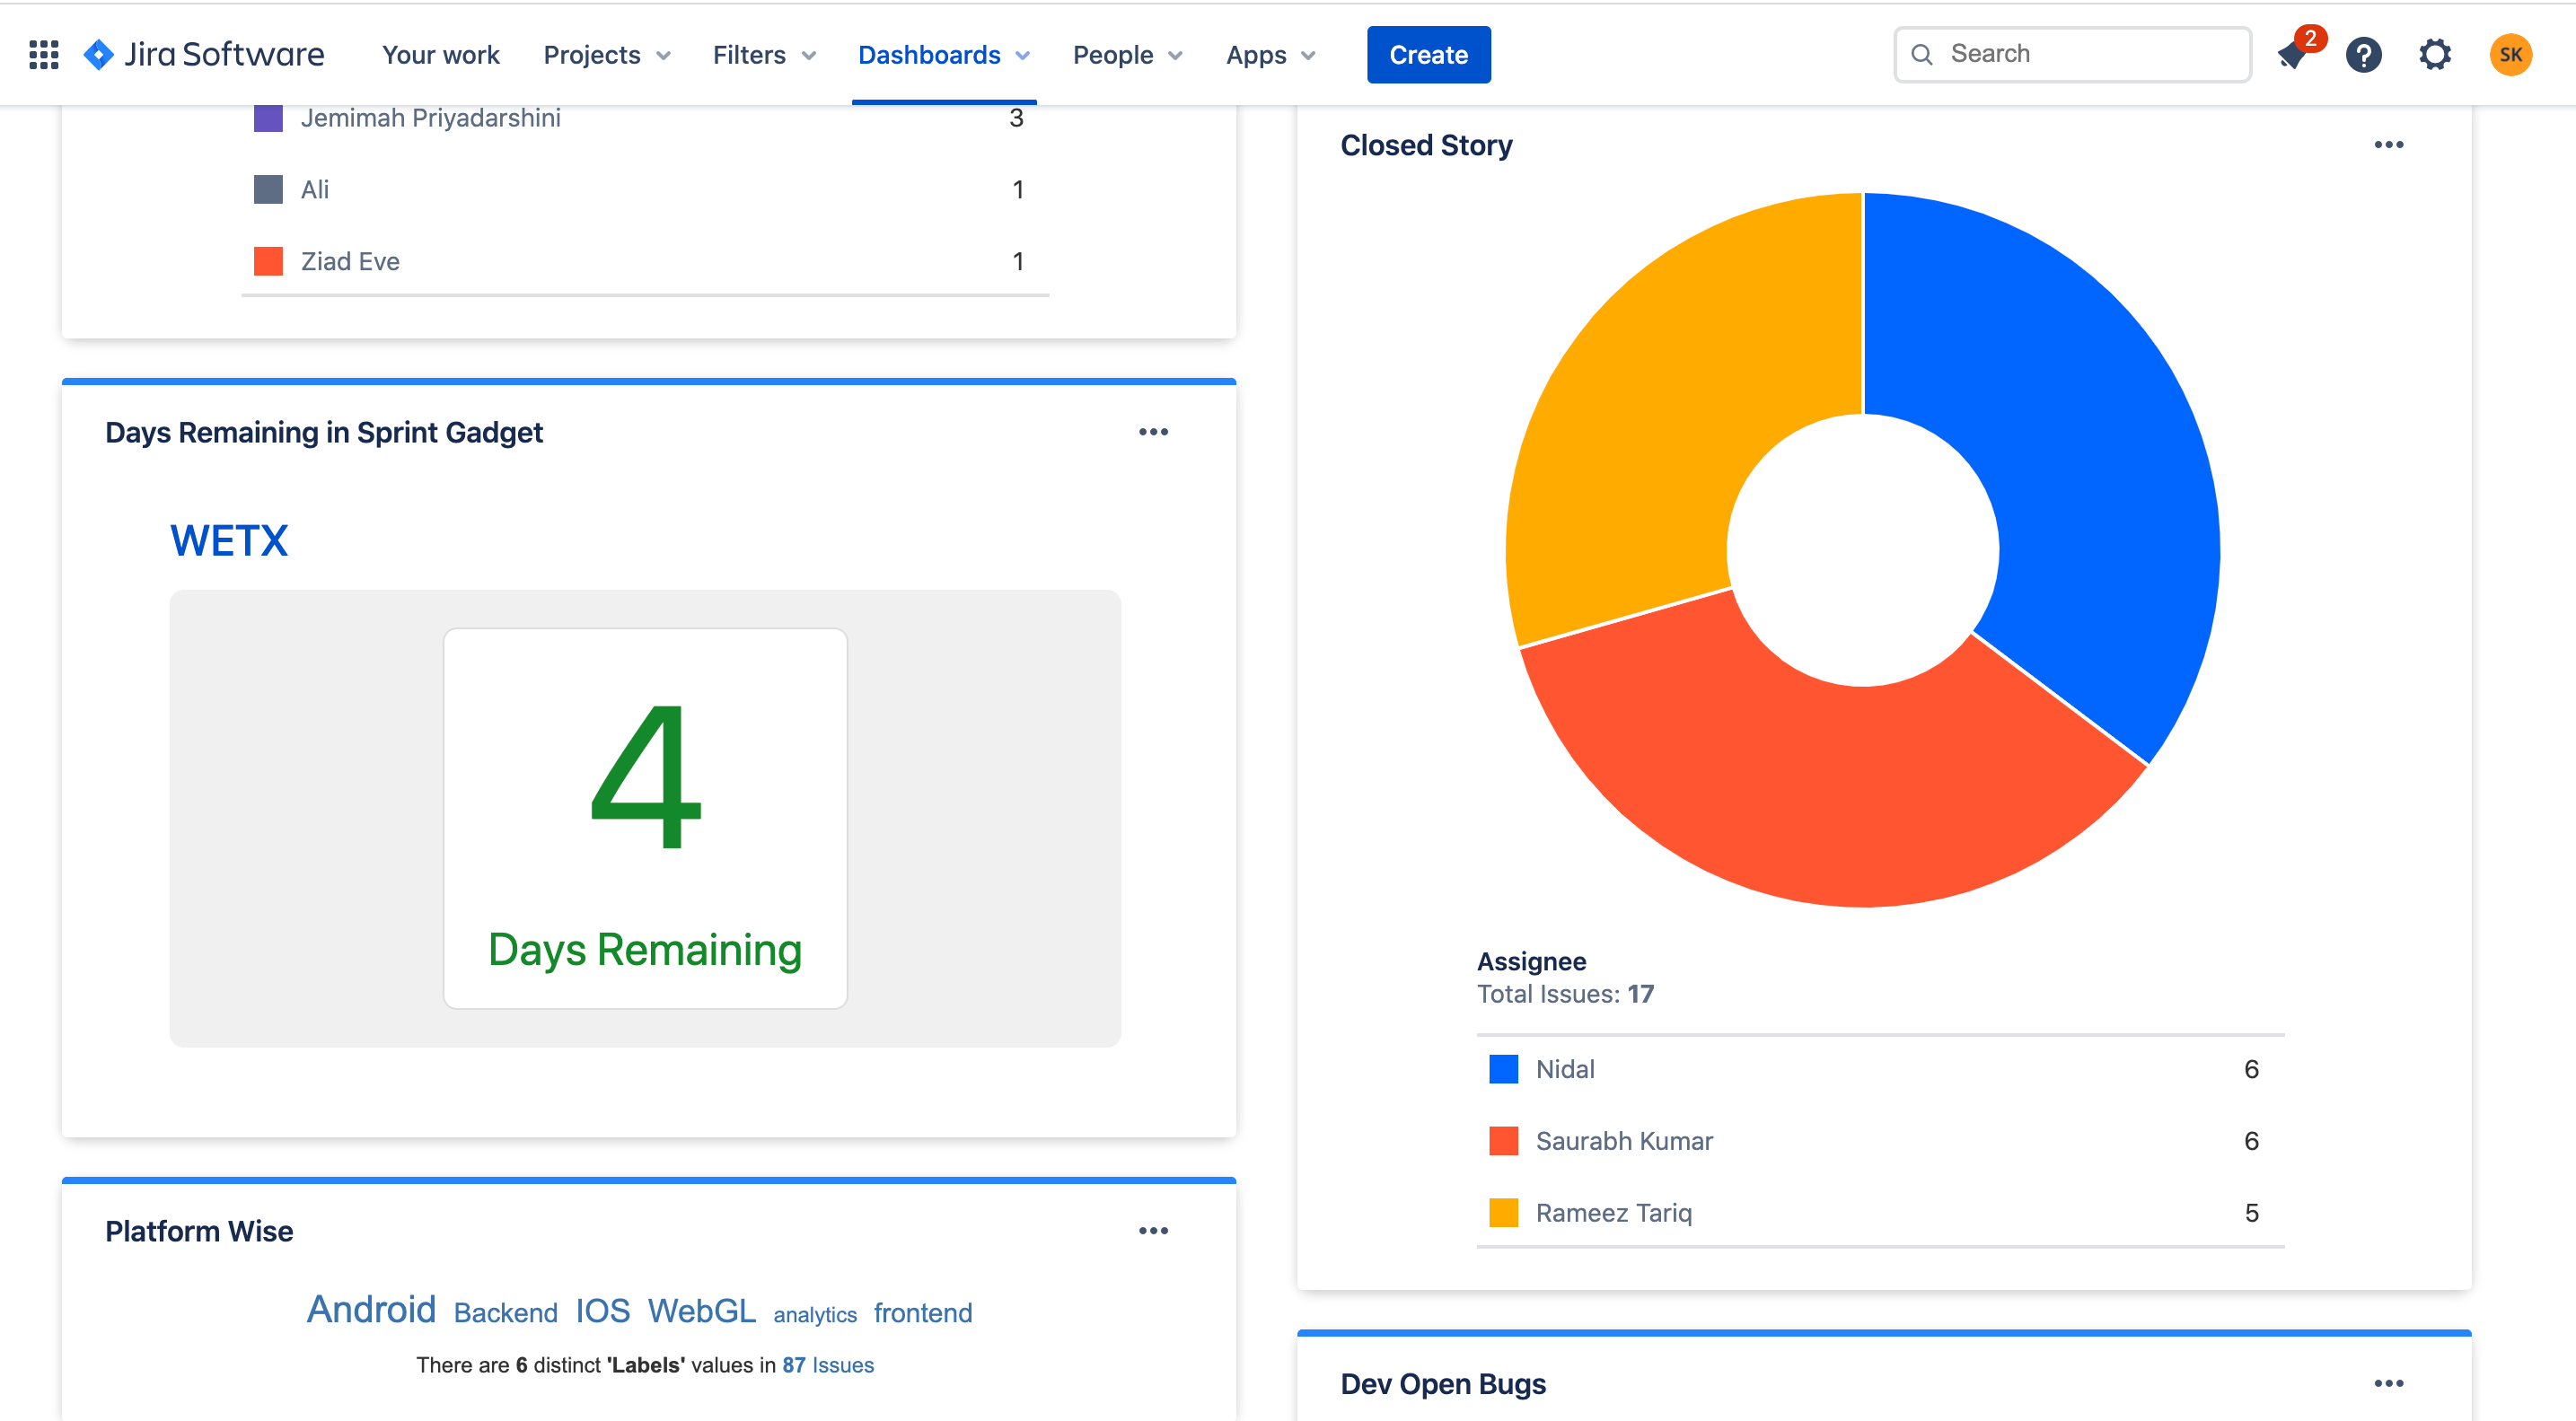 Jira Software Your work Projects Filters Dashboards People Apps Create Search 2 ? SK
Jemimah Priyadarshini 3
Ali 1
Ziad Eve 1
Days Remaining in Sprint Gadget
WETX
4
Days Remaining
Platform Wise
Android Backend IOS WebGL analytics frontend
There are 6 distinct 'Labels' values in 87 Issues
Closed Story
Assignee
Total Issues: 17
Nidal 6
Saurabh Kumar 6
Rameez Tariq 5
Dev Open Bugs